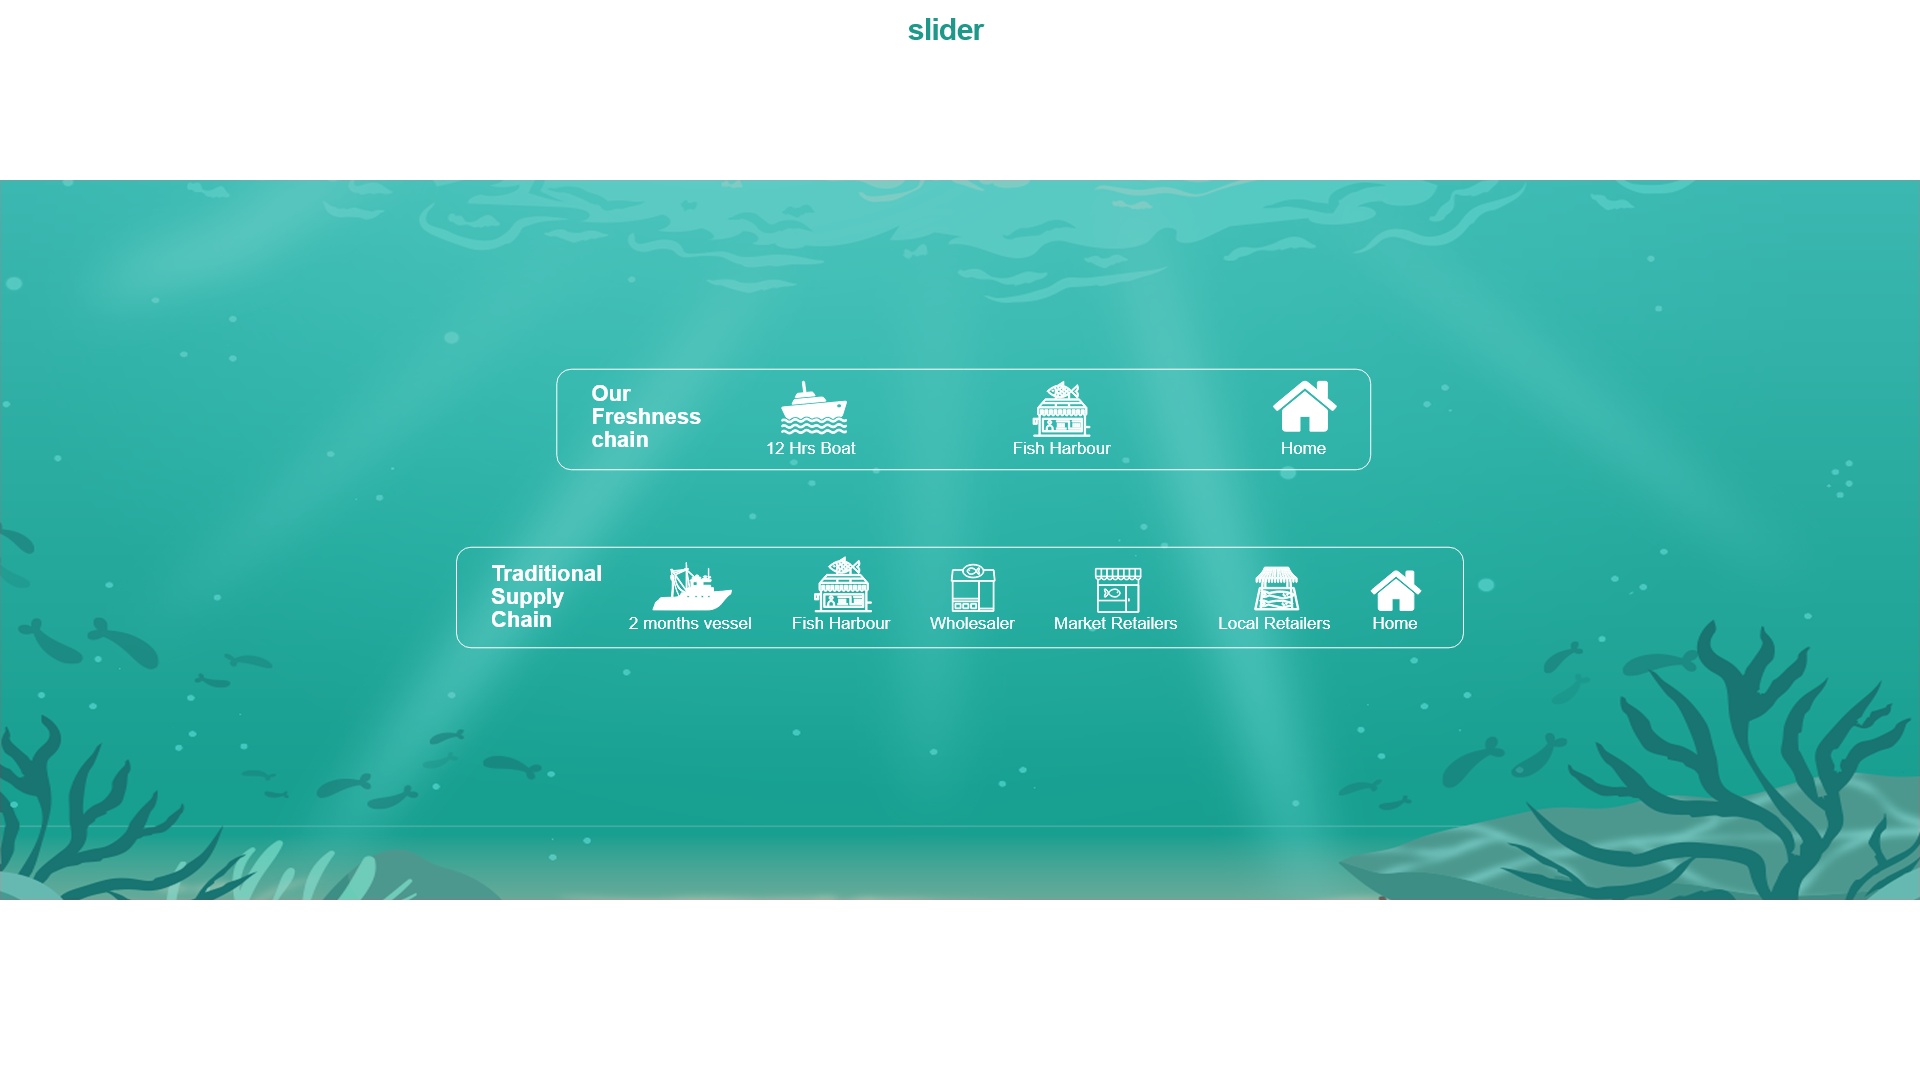 slider
Our
Freshness
chain
12 Hrs Boat
Fish Harbour
Home
Traditional
Supply
Chain
2 months vessel
Fish Harbour
Wholesaler
Market Retailers
Local Retailers
Home